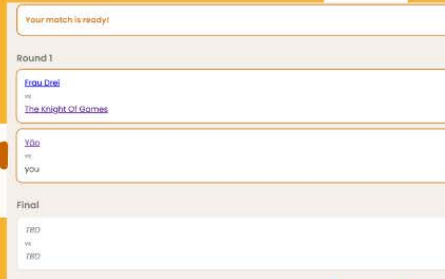 Your match is ready!
Round 1
Frau Drei
vs
The Knight Of Games
Yão
vs
you
Final
TBD
vs
TBD